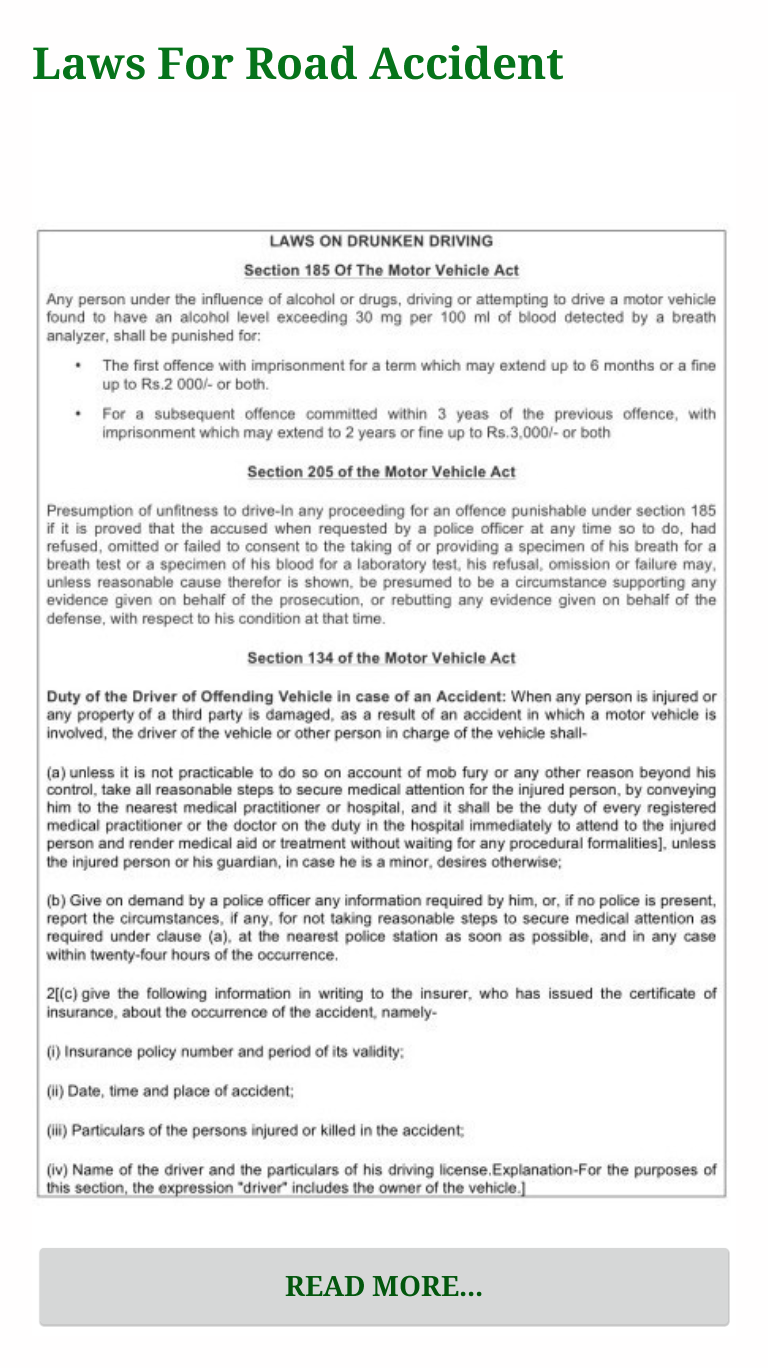 Laws For Road Accident
LAWS ON DRUNKEN DRIVING
Section 185 Of The Motor Vehicle Act
Any person under the influence of alcohol or drugs, driving or attempting to drive a motor vehicle
found to have an alcohol level exceeding 30 mg per 100 ml of blood detected by a breath
analyzer, shall be punished for:
• The first offence with imprisonment for a term which may extend up to 6 months or a fine
up to Rs.2 000/- or both.
• For a subsequent offence committed within 3 yeas of the previous offence, with
imprisonment which may extend to 2 years or fine up to Rs.3,000/- or both
Section 205 of the Motor Vehicle Act
Presumption of unfitness to drive-In any proceeding for an offence punishable under section 185
if it is proved that the accused when requested by a police officer at any time so to do, had
refused, omitted or failed to consent to the taking of or providing a specimen of his breath for a
breath test or a specimen of his blood for a laboratory test, his refusal, omission or failure may,
unless reasonable cause therefor is shown, be presumed to be a circumstance supporting any
evidence given on behalf of the prosecution, or rebutting any evidence given on behalf of the
defense, with respect to his condition at that time.
Section 134 of the Motor Vehicle Act
Duty of the Driver of Offending Vehicle in case of an Accident: When any person is injured or
any property of a third party is damaged, as a result of an accident in which a motor vehicle is
involved, the driver of the vehicle or other person in charge of the vehicle shall-
(a) unless it is not practicable to do so on account of mob fury or any other reason beyond his
control, take all reasonable steps to secure medical attention for the injured person, by conveying
him to the nearest medical practitioner or hospital, and it shall be the duty of every registered
medical practitioner or the doctor on the duty in the hospital immediately to attend to the injured
person and render medical aid or treatment without waiting for any procedural formalities], unless
the injured person or his guardian, in case he is a minor, desires otherwise;
(b) Give on demand by a police officer any information required by him, or, if no police is present,
report the circumstances, if any, for not taking reasonable steps to secure medical attention as
required under clause (a), at the nearest police station as soon as possible, and in any case
within twenty-four hours of the occurrence.
2[(c) give the following information in writing to the insurer, who has issued the certificate of
insurance, about the occurrence of the accident, namely-
(i) Insurance policy number and period of its validity;
(ii) Date, time and place of accident;
(iii) Particulars of the persons injured or killed in the accident;
(iv) Name of the driver and the particulars of his driving license.Explanation-For the purposes of
this section, the expression "driver" includes the owner of the vehicle.]
READ MORE...